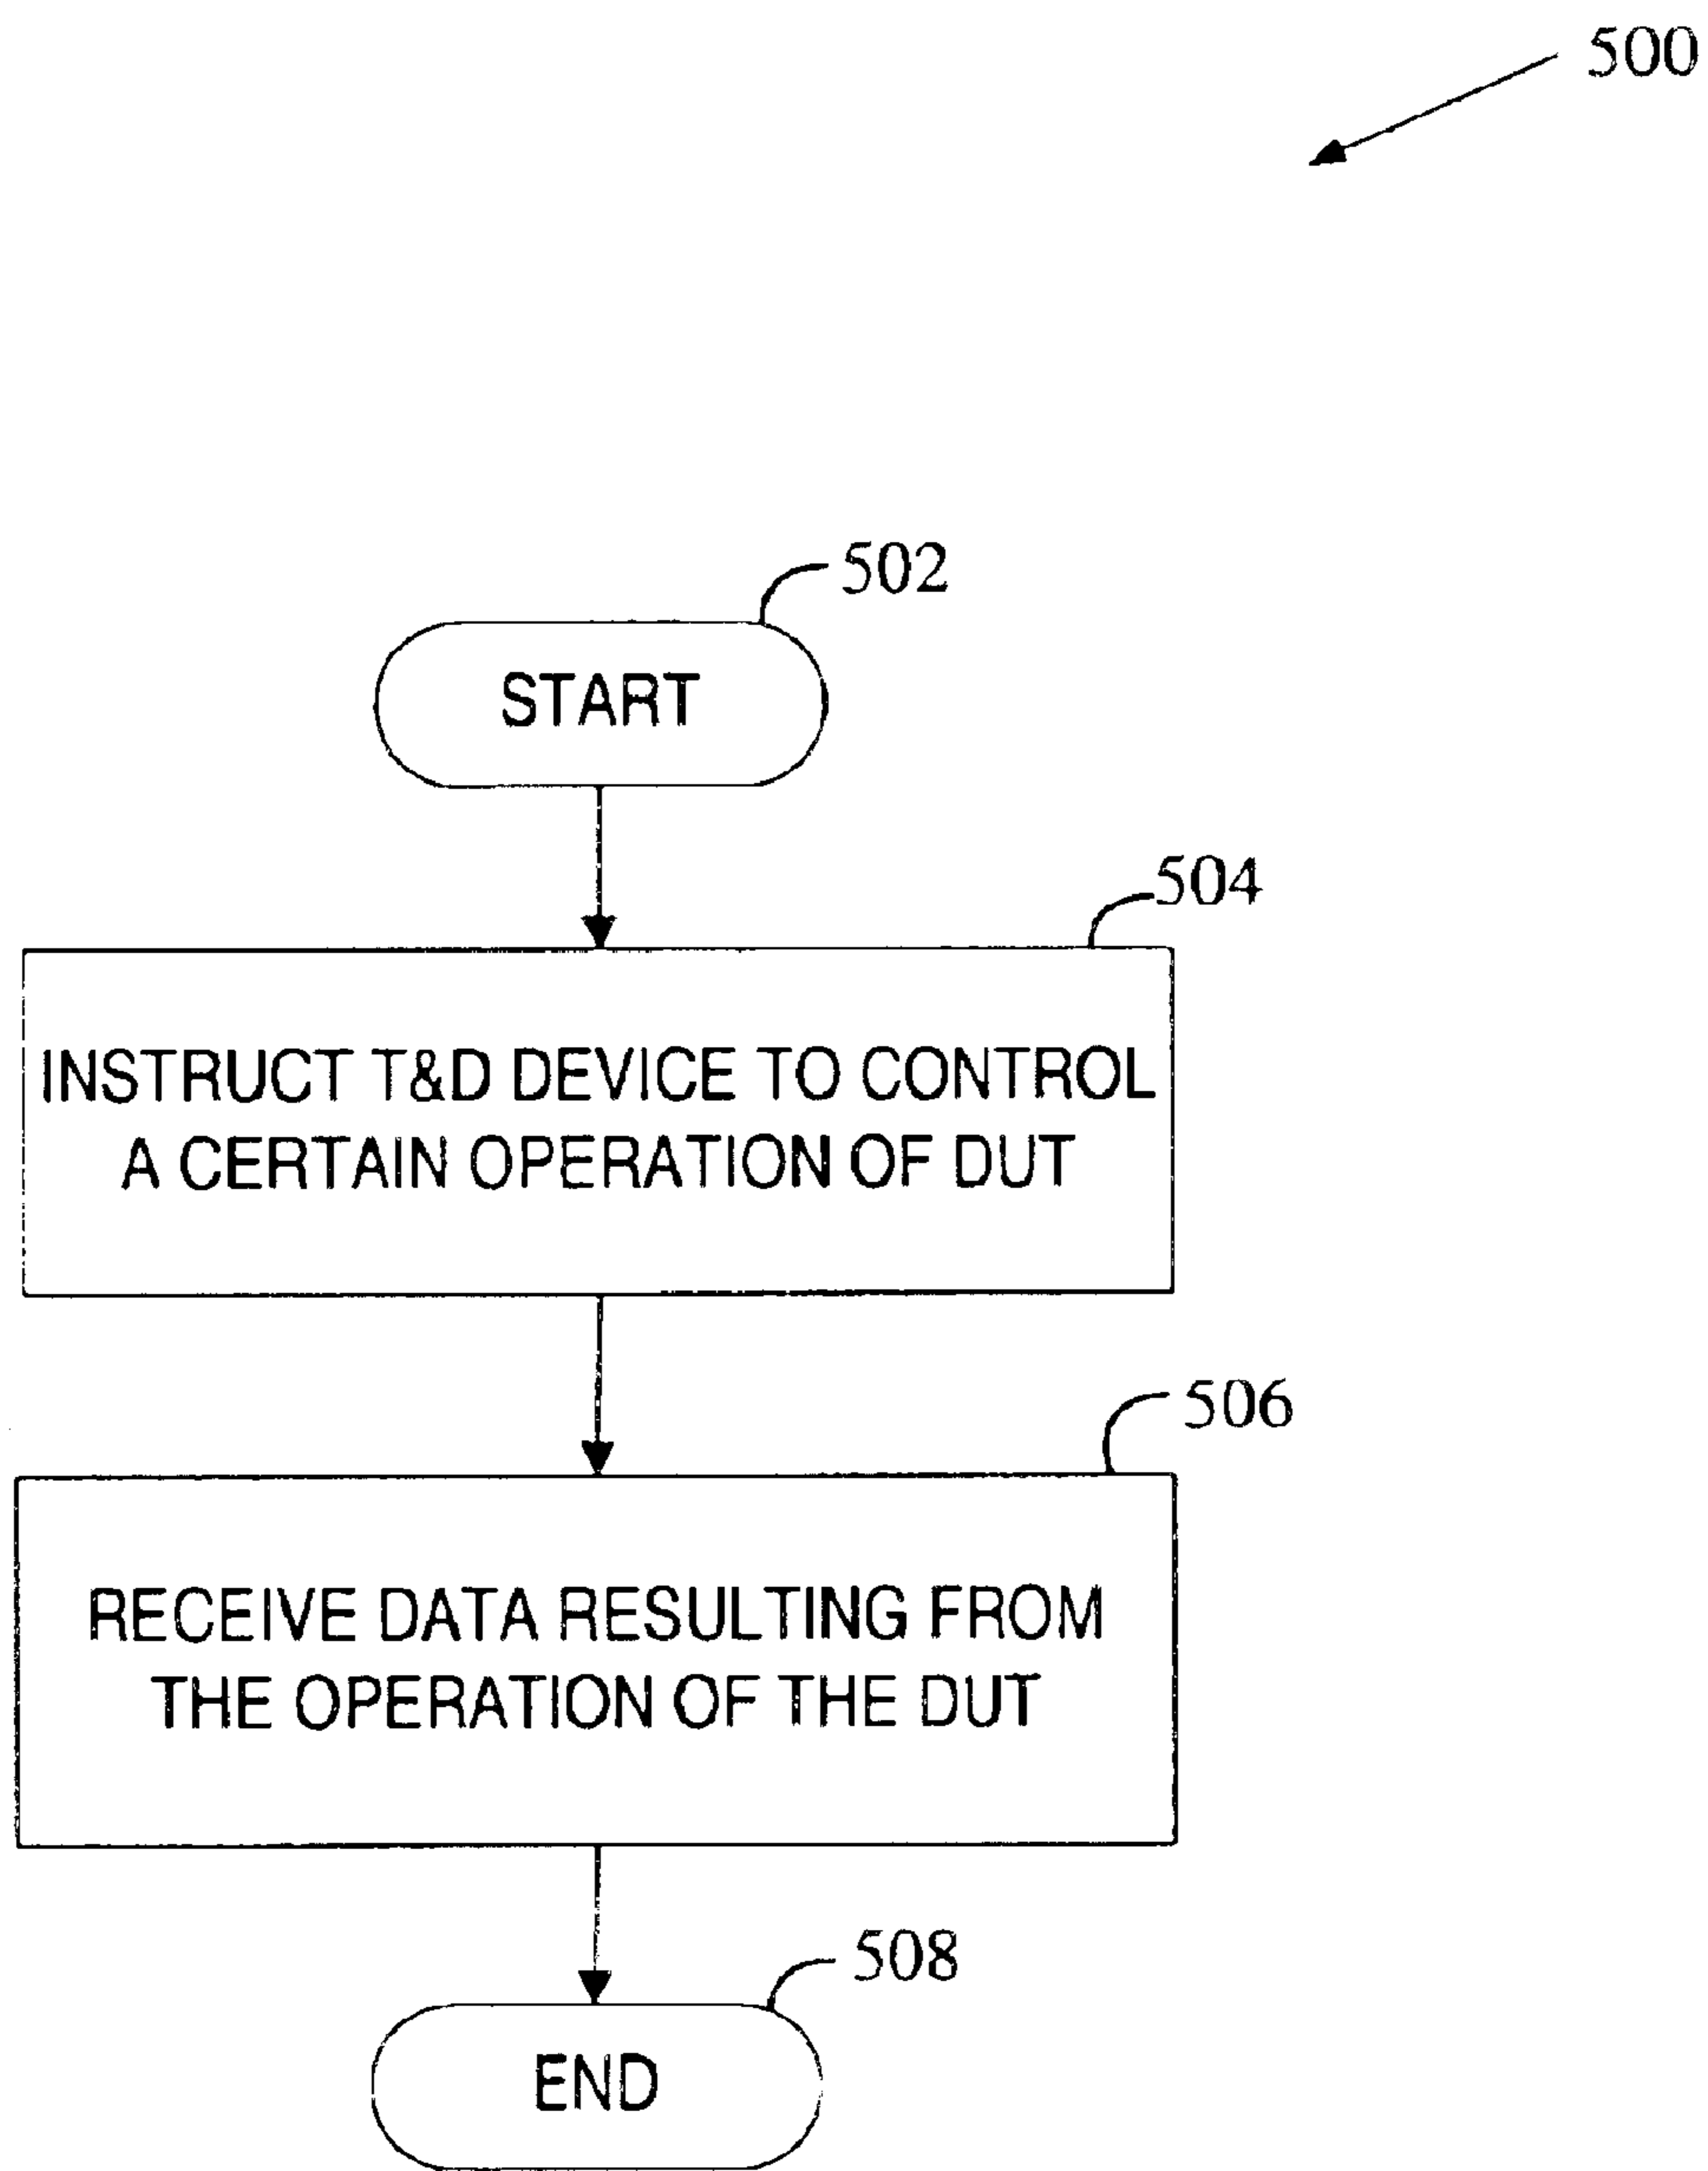 500
502
START
504
INSTRUCT T&D DEVICE TO CONTROL
A CERTAIN OPERATION OF DUT
506
RECEIVE DATA RESULTING FROM
THE OPERATION OF THE DUT
508
END